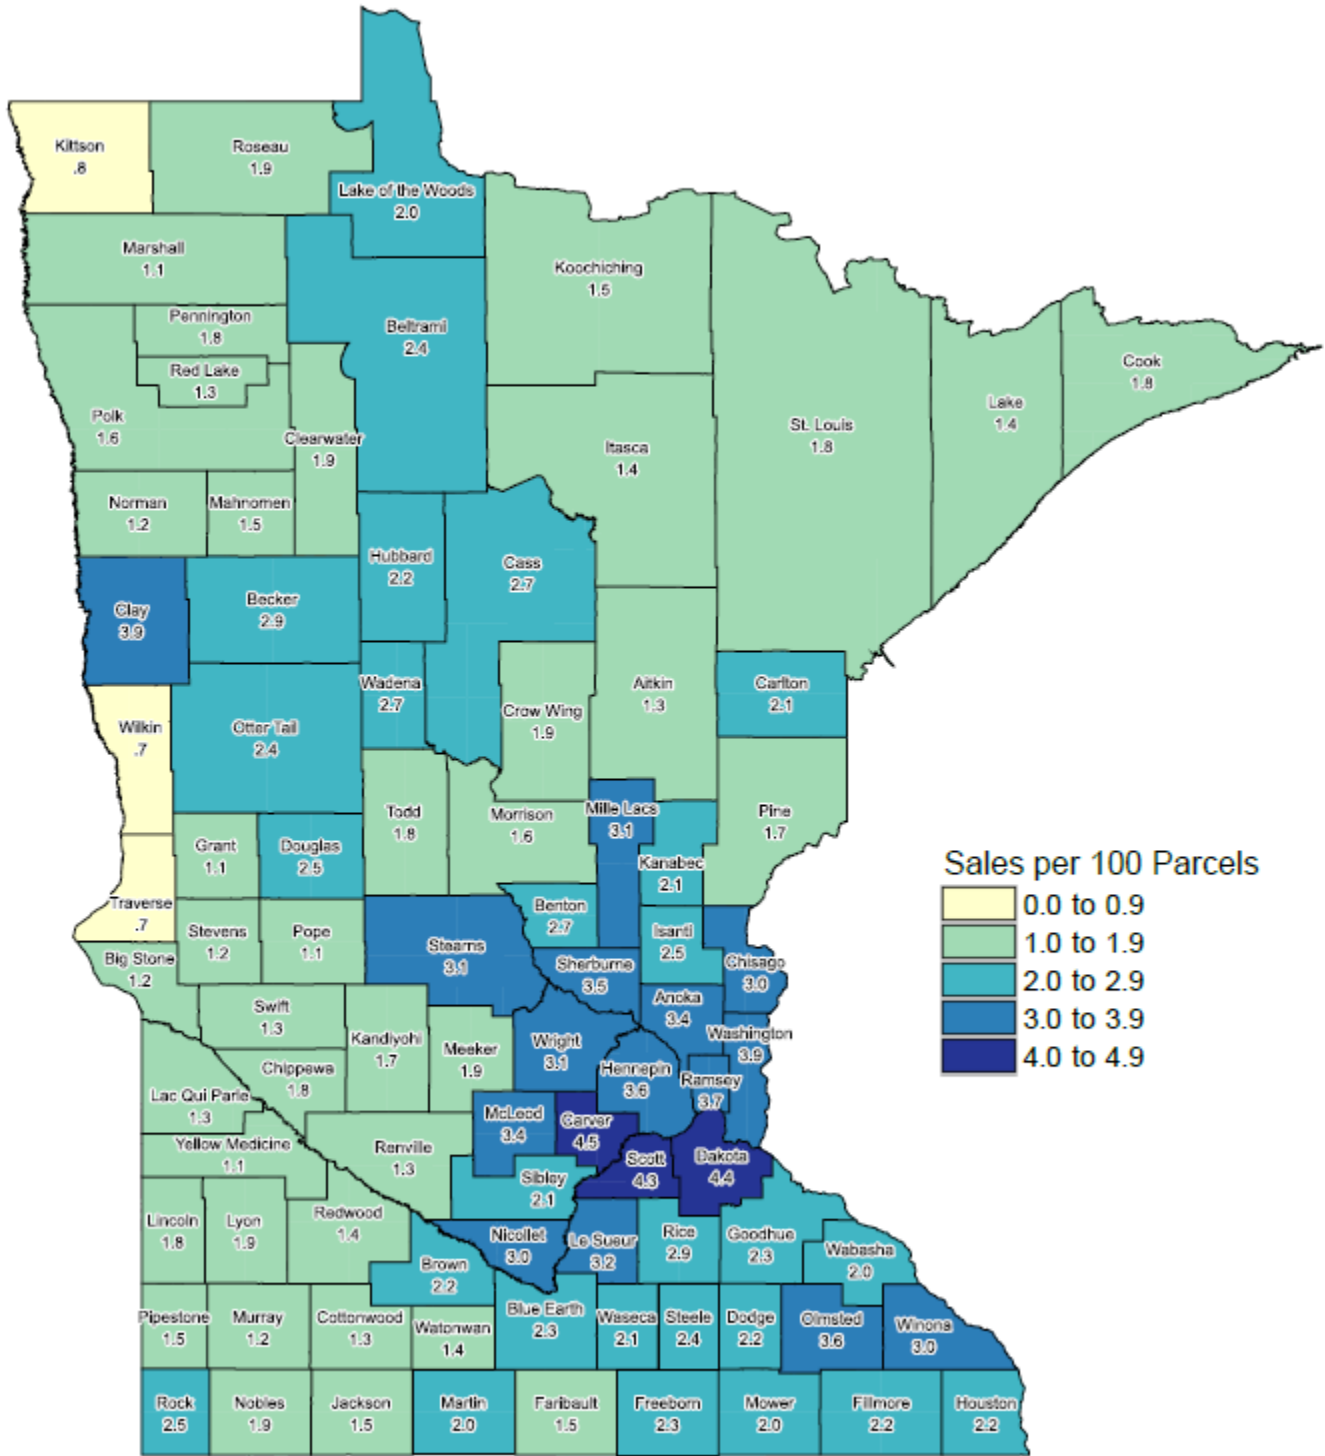 Kittson
.8
Roseau
1.9
Lake of the Woods
2.0
Marshall
1.1
Koochiching
1.5
Pennington
1.8
Beltrami
2.4
Red Lake
1.3
Cook
1.8
Lake
1.4
Polk
1.6
St. Louis
1.8
Clearwater
1.9
Itasca
1.4
Norman
1.2
Mahnomen
1.5
Hubbard
2.2
Cass
2.7
Becker
2.9
Clay
3.9
Wadena
2.7
Aitkin
1.3
Carlton
2.1
Crow Wing
1.9
Wilkin
.7
Otter Tail
2.4
Todd
1.8
Morrison
1.6
Mille Lacs
3.1
Pine
1.7
Grant
1.1
Douglas
2.5
Kanabec
2.1
Sales per 100 Parcels
0.0 to 0.9
1.0 to 1.9
2.0 to 2.9
3.0 to 3.9
4.0 to 4.9
Traverse
.7
Benton
2.7
Stevens
1.2
Pope
1.1
Stearns
3.1
Isanti
2.5
Big Stone
1.2
Sherburne
3.5
Chisago
3.0
Swift
1.3
Anoka
3.4
Kandiyohi
1.7
Meeker
1.9
Wright
3.1
Washington
3.9
Chippewa
1.8
Hennepin
3.6
Ramsey
3.7
Lac Qui Parle
1.3
McLeod
3.4
Carver
4.5
Yellow Medicine
1.1
Renville
1.3
Scott
4.3
Dakota
4.4
Sibley
2.1
Lincoln
1.8
Lyon
1.9
Redwood
1.4
Nicollet
3.0
Le Sueur
3.2
Rice
2.9
Goodhue
2.3
Wabasha
2.0
Brown
2.2
Pipestone
1.5
Murray
1.2
Cottonwood
1.3
Watonwan
1.4
Blue Earth
2.3
Waseca
2.1
Steele
2.4
Dodge
2.2
Olmsted
3.6
Winona
3.0
Rock
2.5
Nobles
1.9
Jackson
1.5
Martin
2.0
Faribault
1.5
Freeborn
2.3
Mower
2.0
Fillmore
2.2
Houston
2.2